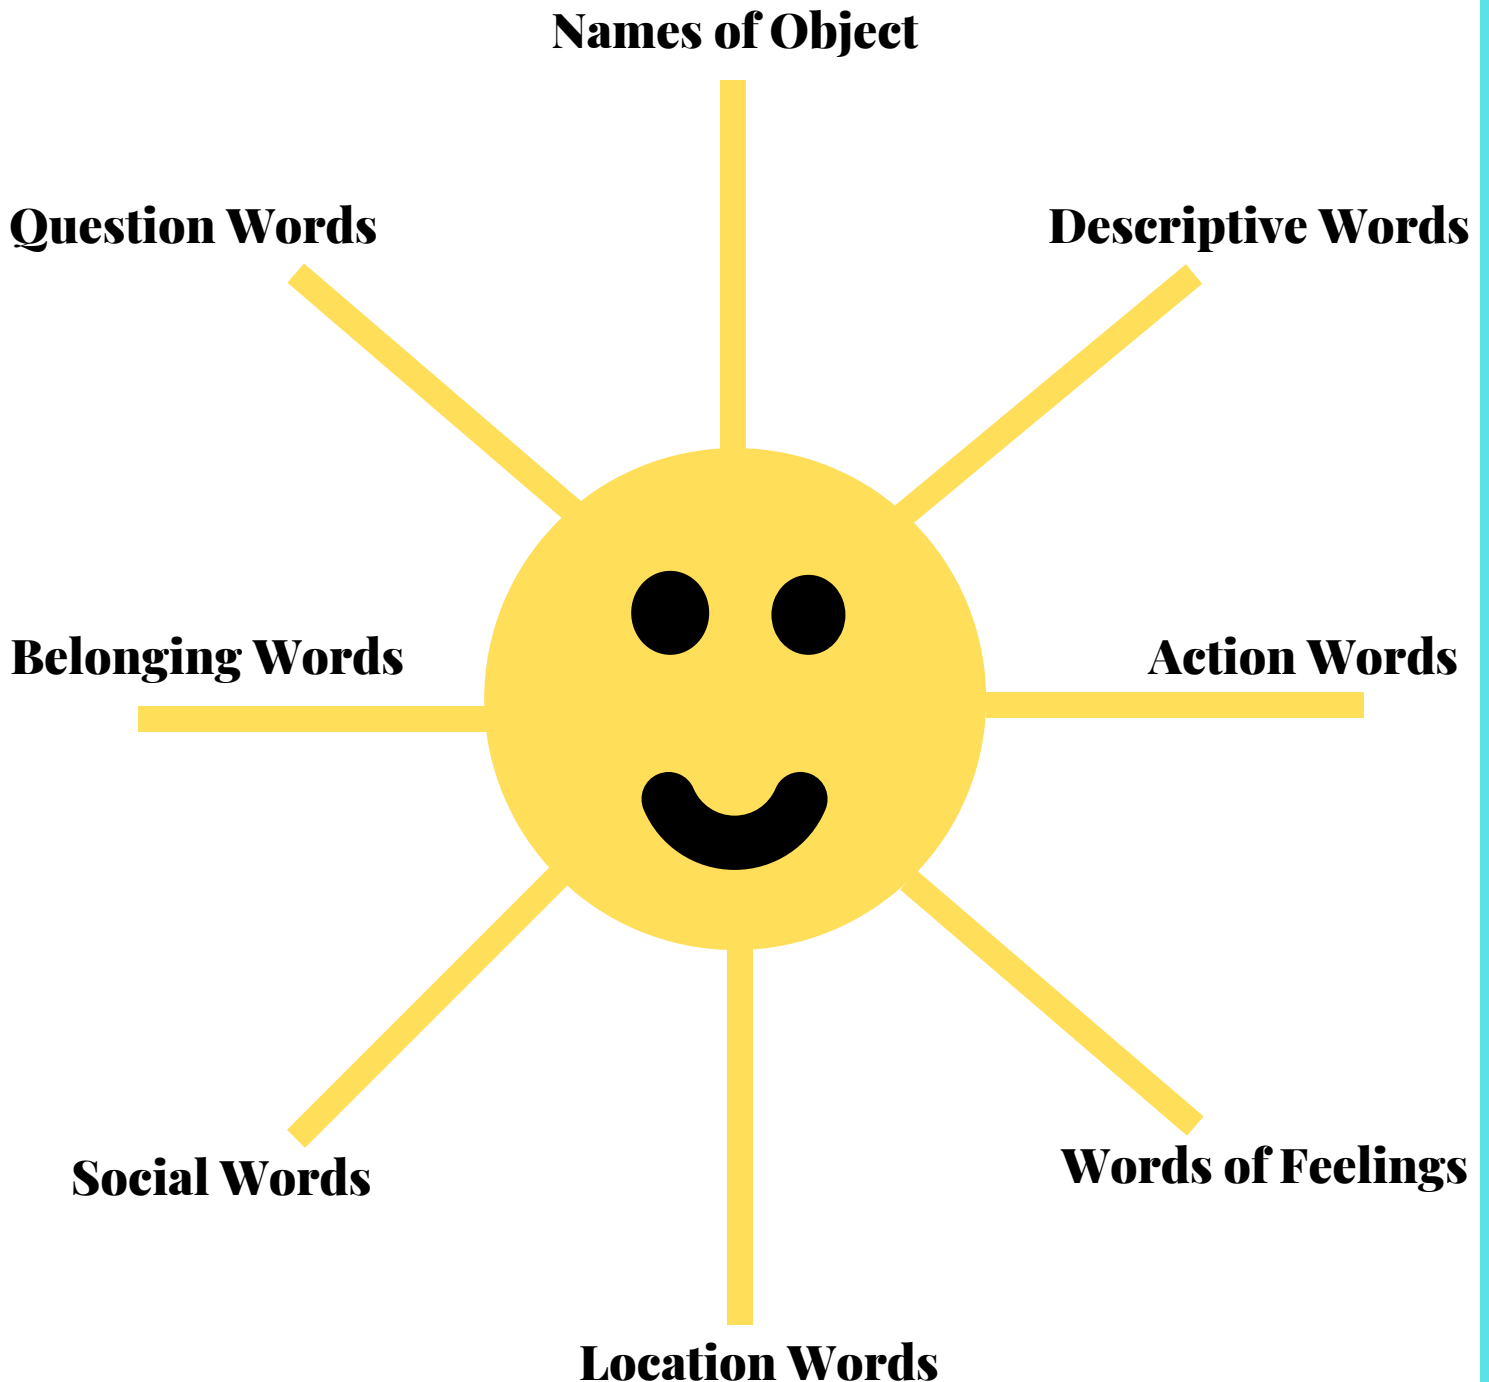 Names of Object
Question Words
Descriptive Words
Belonging Words
Action Words
Social Words
Words of Feelings
Location Words